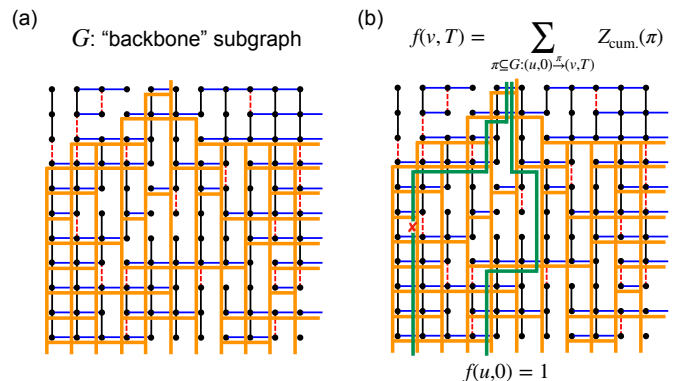 (a)
G: “backbone” subgraph
(b)
f(v, T) = ∑ Z_cum.(π)
π⊆G:(u,0)→^π(v,T)
x
f(u,0) = 1